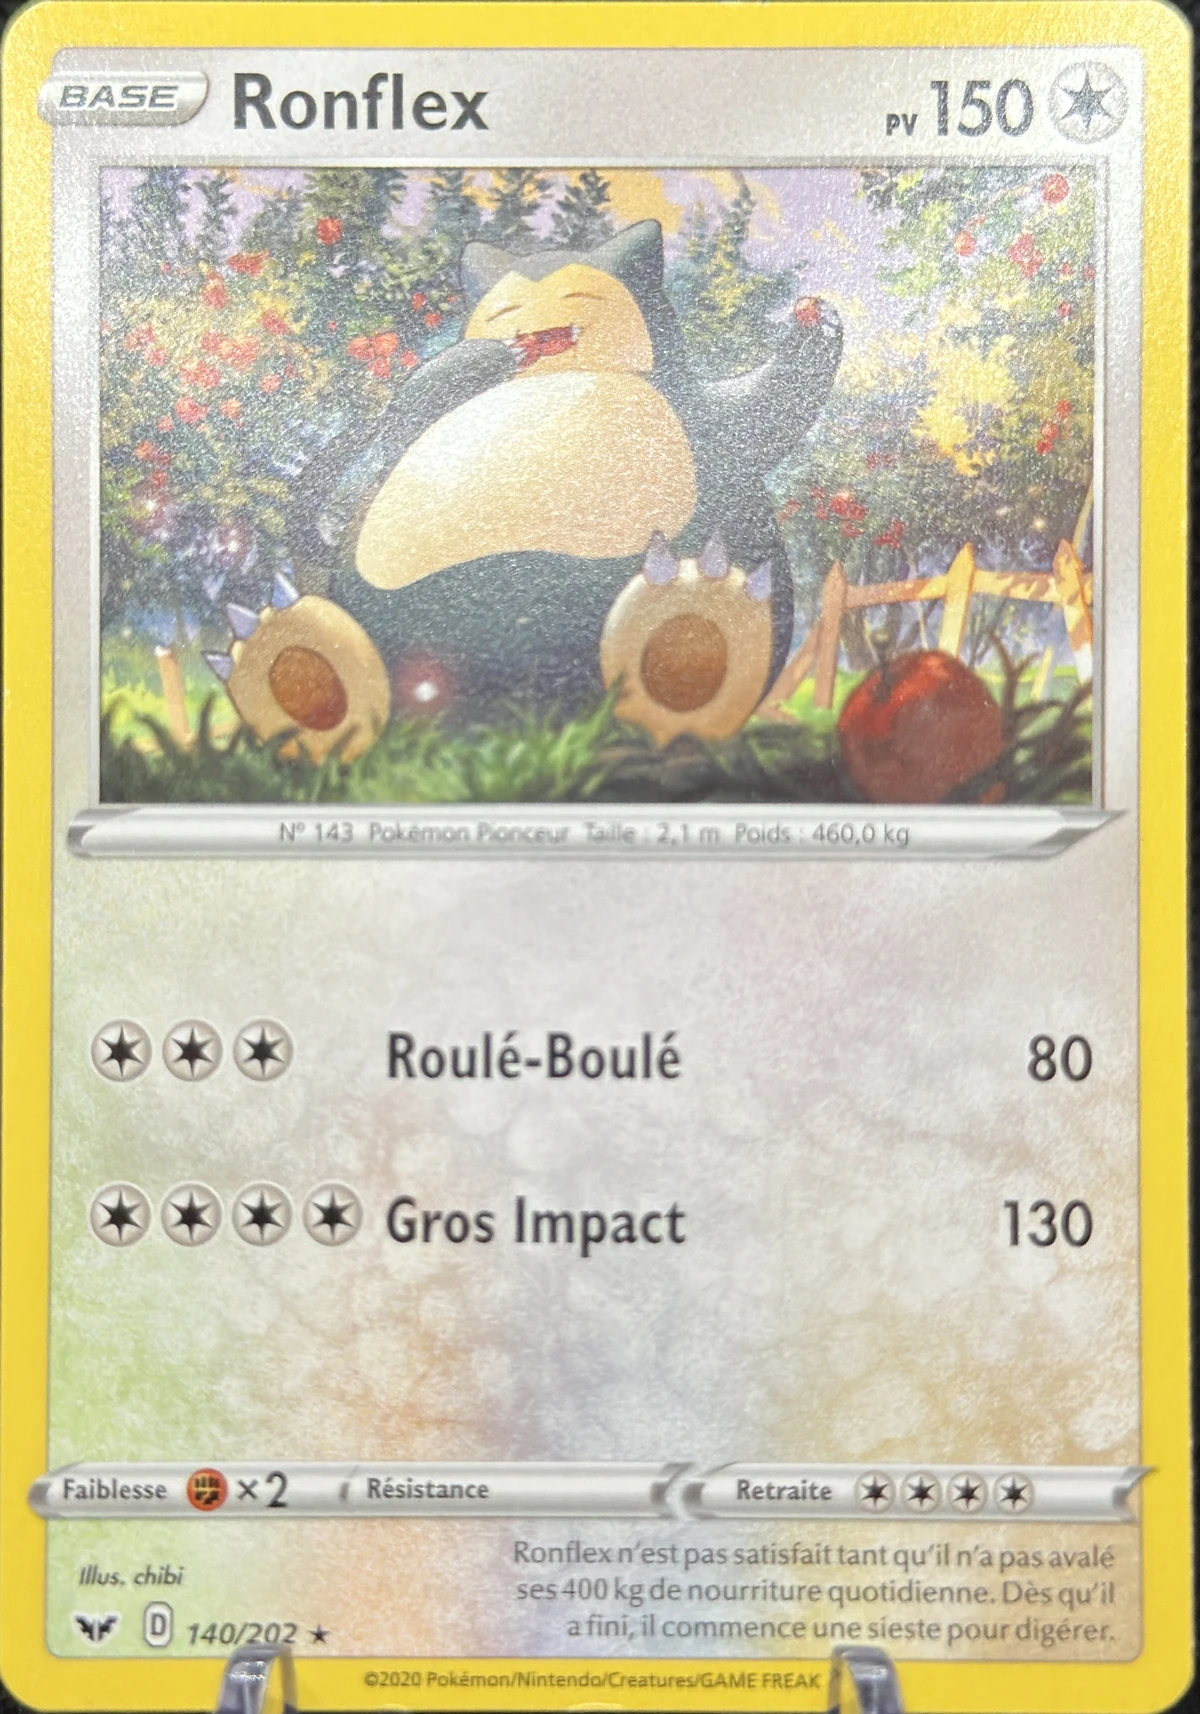 BASE Ronflex PV 150
N° 143 Pokémon Pionceur Taille : 2,1 m Poids : 460,0 kg
Roulé-Boulé 80
Gros Impact 130
Faiblesse ×2 Résistance Retraite
Ronflex n'est pas satisfait tant qu'il n'a pas avalé
ses 400 kg de nourriture quotidienne. Dès qu'il
a fini, il commence une sieste pour digérer.
Illus. chibi
D 140/202 ★
©2020 Pokémon/Nintendo/Creatures/GAME FREAK